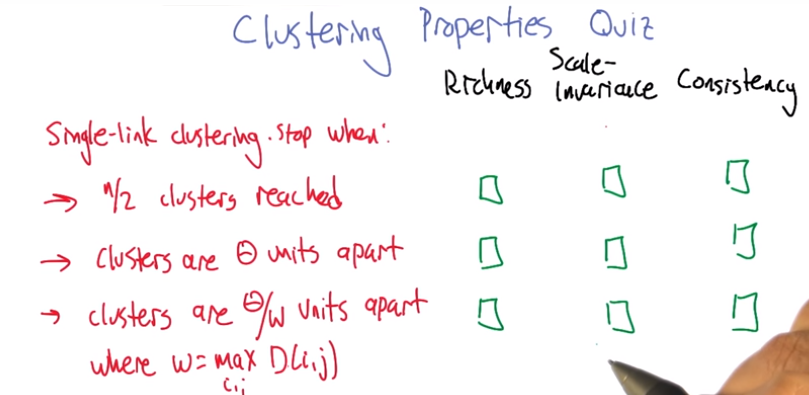 Clustering Properties Quiz
Richness Scale-Invariance Consistency
Single-link clustering. Stop when:
→ n/2 clusters reached
→ clusters are Θ units apart
→ clusters are Θ/w units apart
where w = max D(i,j)
i,j